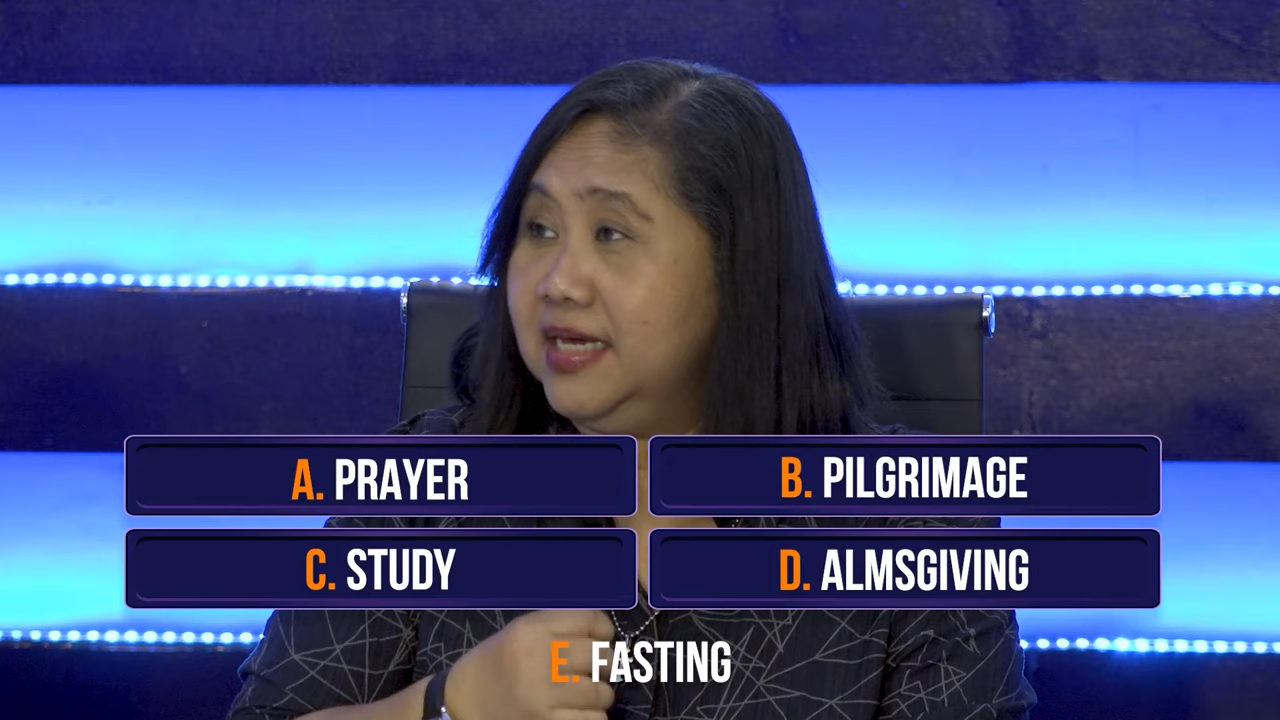 A. PRAYER
B. PILGRIMAGE
C. STUDY
D. ALMSGIVING
E. FASTING